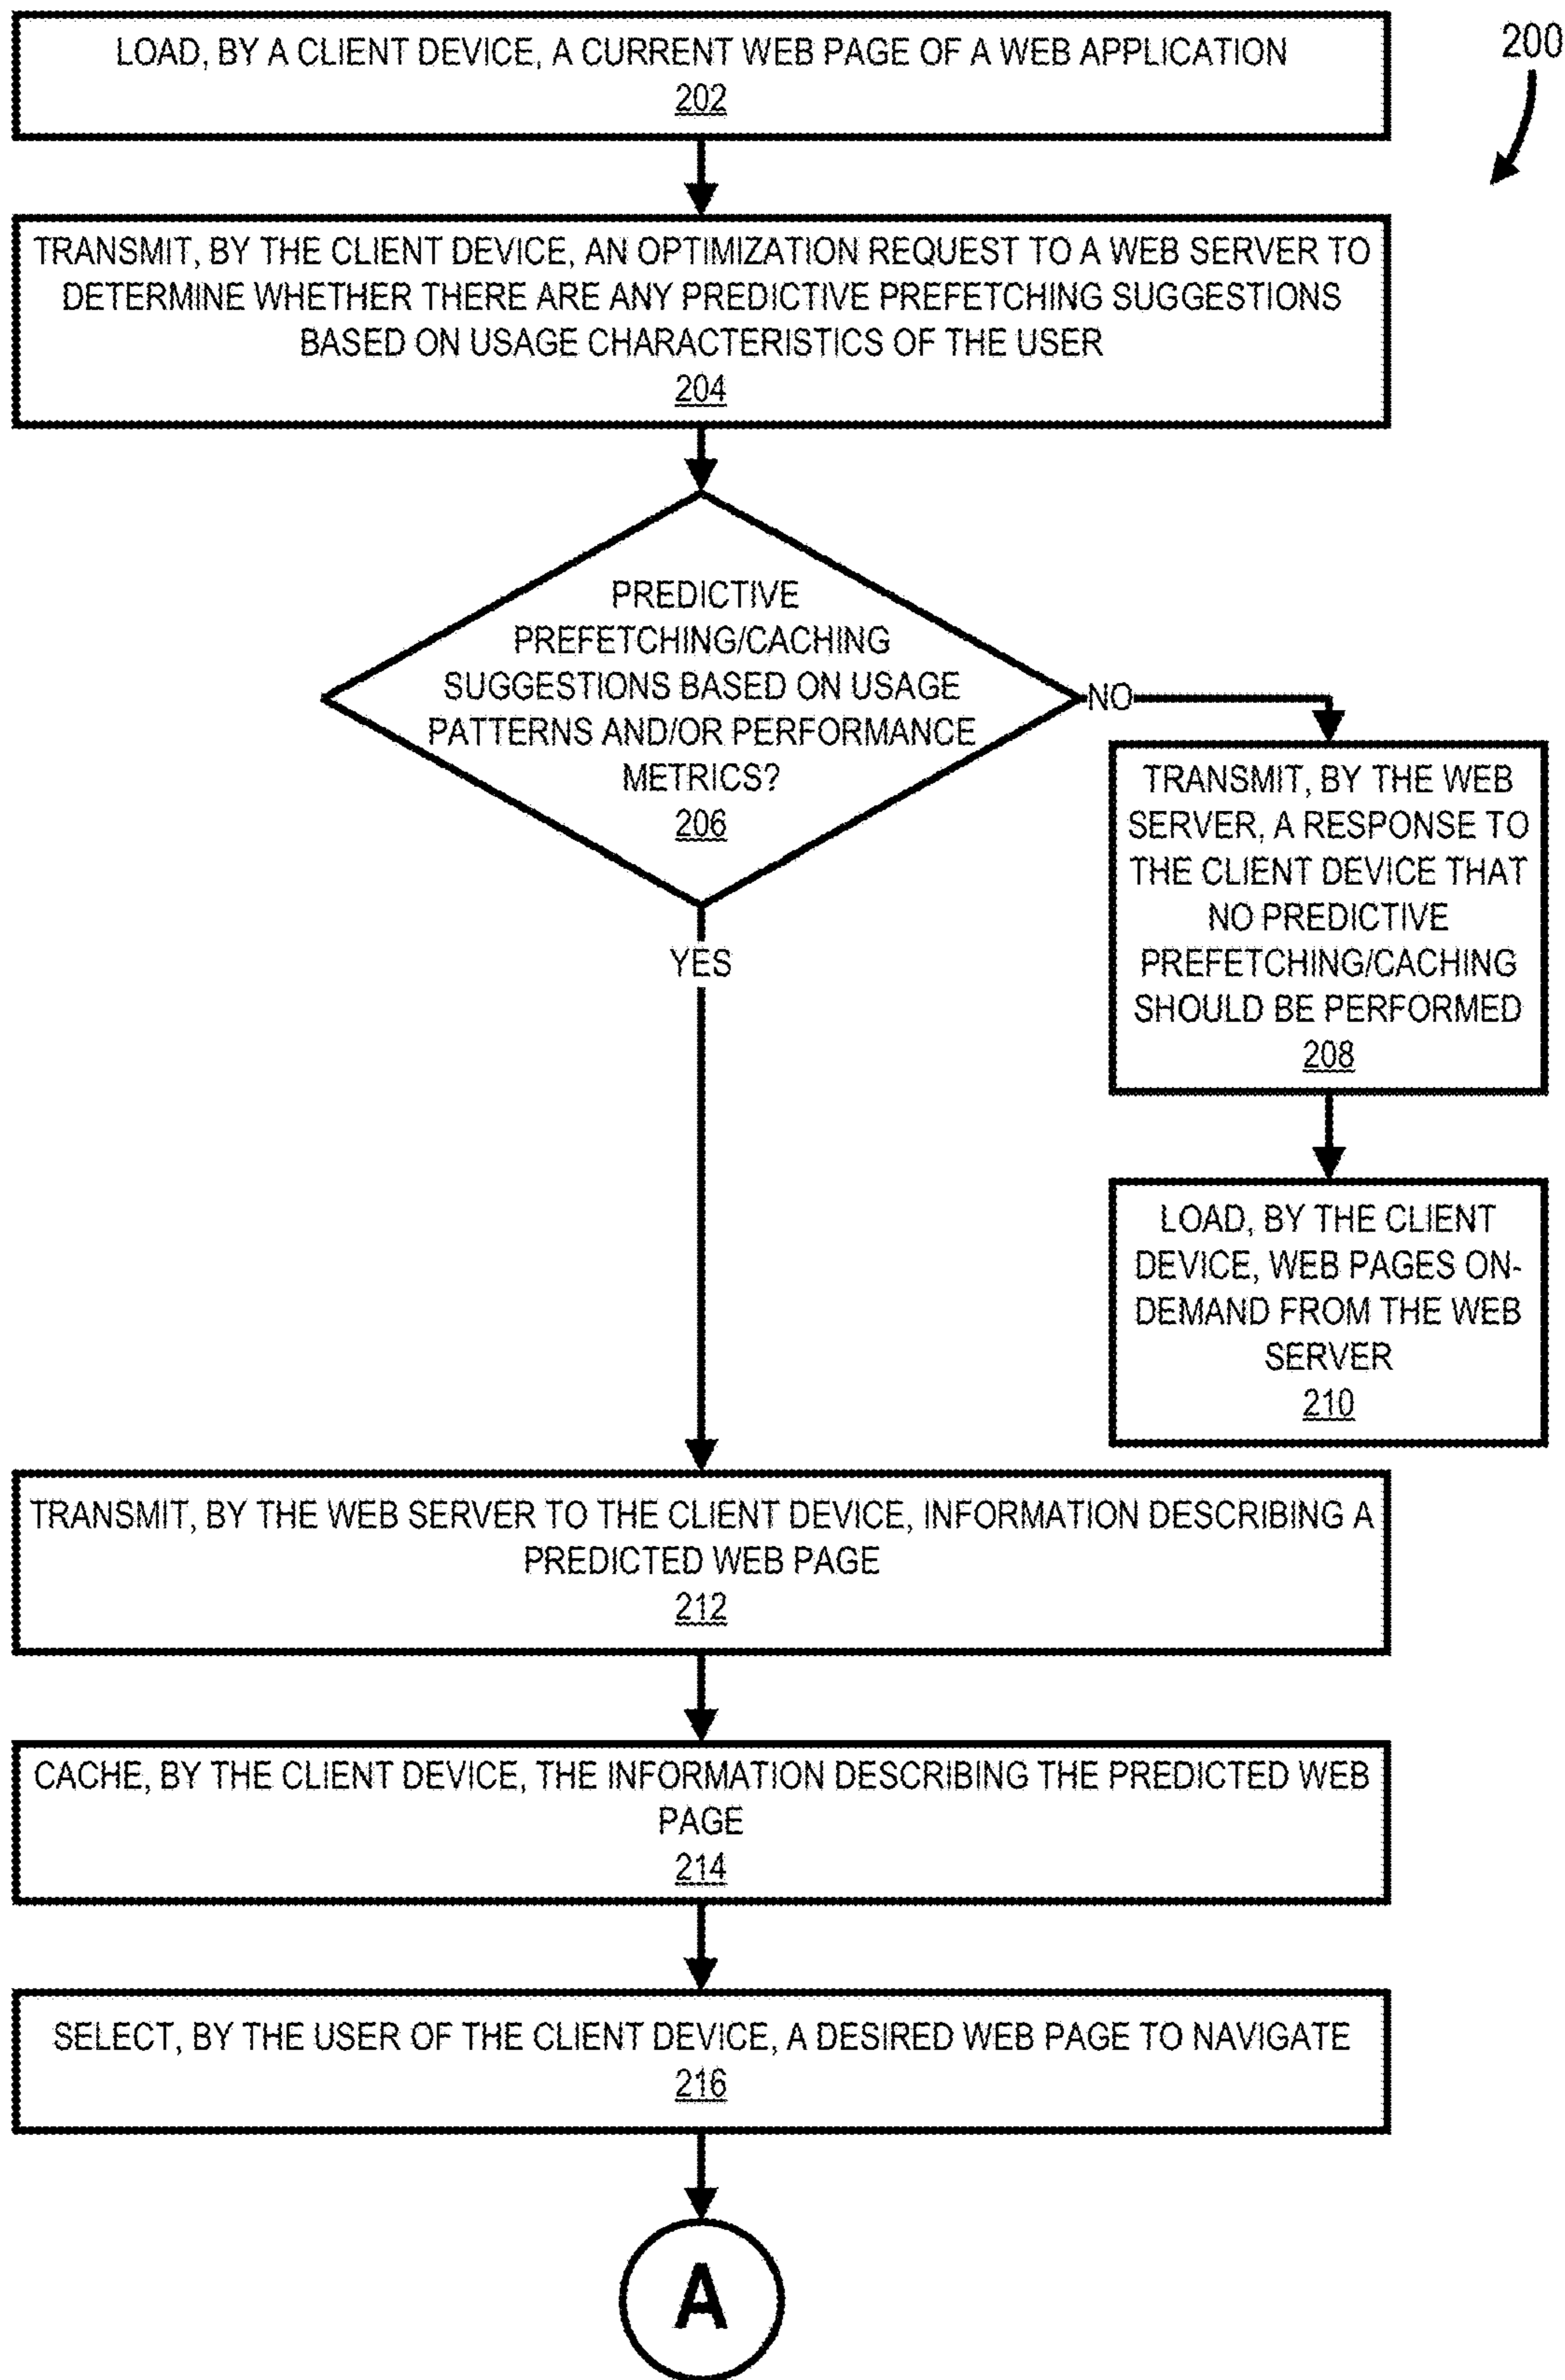 200
LOAD, BY A CLIENT DEVICE, A CURRENT WEB PAGE OF A WEB APPLICATION
202
TRANSMIT, BY THE CLIENT DEVICE, AN OPTIMIZATION REQUEST TO A WEB SERVER TO
DETERMINE WHETHER THERE ARE ANY PREDICTIVE PREFETCHING SUGGESTIONS
BASED ON USAGE CHARACTERISTICS OF THE USER
204
PREDICTIVE
PREFETCHING/CACHING
SUGGESTIONS BASED ON USAGE
PATTERNS AND/OR PERFORMANCE
METRICS?
206
NO
TRANSMIT, BY THE WEB
SERVER, A RESPONSE TO
THE CLIENT DEVICE THAT
NO PREDICTIVE
PREFETCHING/CACHING
SHOULD BE PERFORMED
208
LOAD, BY THE CLIENT
DEVICE, WEB PAGES ON-
DEMAND FROM THE WEB
SERVER
210
YES
TRANSMIT, BY THE WEB SERVER TO THE CLIENT DEVICE, INFORMATION DESCRIBING A
PREDICTED WEB PAGE
212
CACHE, BY THE CLIENT DEVICE, THE INFORMATION DESCRIBING THE PREDICTED WEB
PAGE
214
SELECT, BY THE USER OF THE CLIENT DEVICE, A DESIRED WEB PAGE TO NAVIGATE
216
A